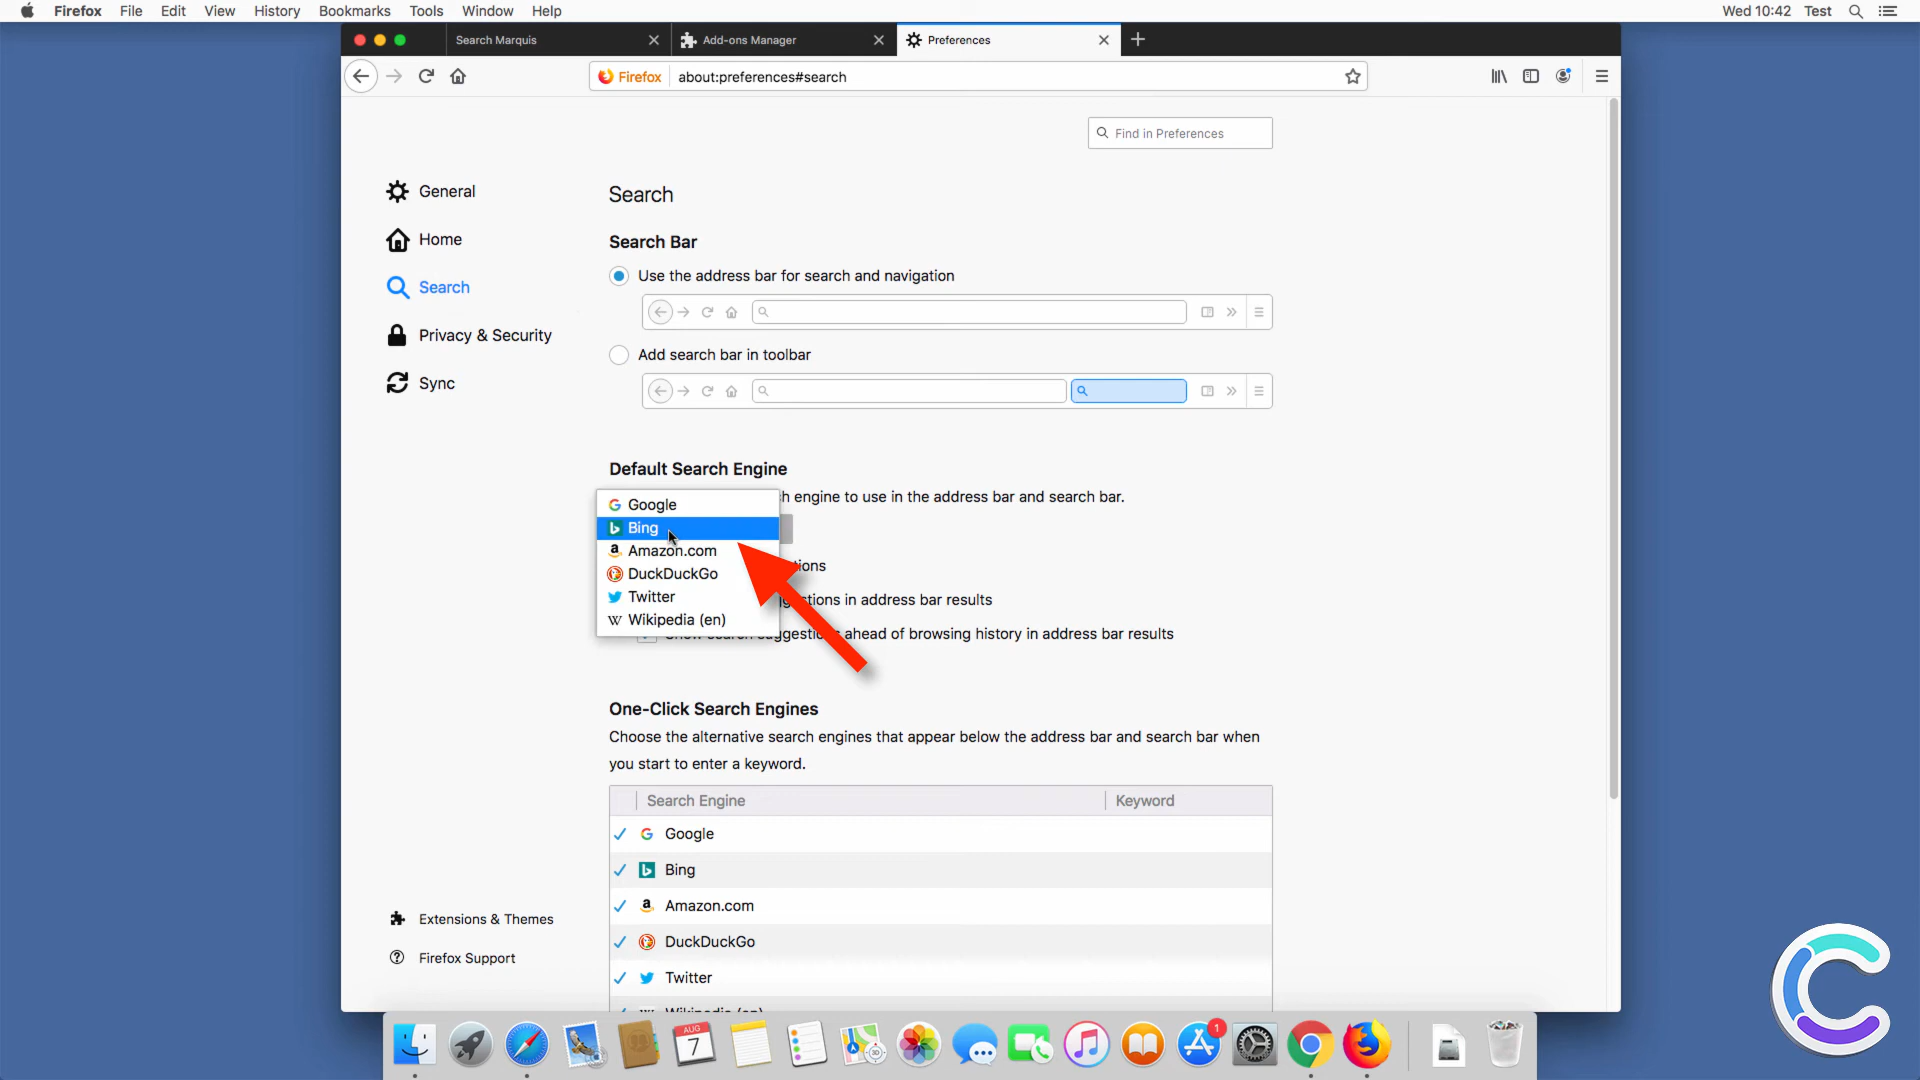 Firefox File Edit View History Bookmarks Tools Window Help Wed 10:42 Test
Search Marquis Add-ons Manager Preferences
Firefox about:preferences#search
Find in Preferences
General
Home
Search
Privacy & Security
Sync
Extensions & Themes
Firefox Support
Search
Search Bar
Use the address bar for search and navigation
Add search bar in toolbar
Default Search Engine
engine to use in the address bar and search bar.
Google
Bing
Amazon.com
DuckDuckGo
Twitter
Wikipedia (en)
in address bar results
ahead of browsing history in address bar results
One-Click Search Engines
Choose the alternative search engines that appear below the address bar and search bar when
you start to enter a keyword.
Search Engine Keyword
Google
Bing
Amazon.com
DuckDuckGo
Twitter
AUG
7
3D
1